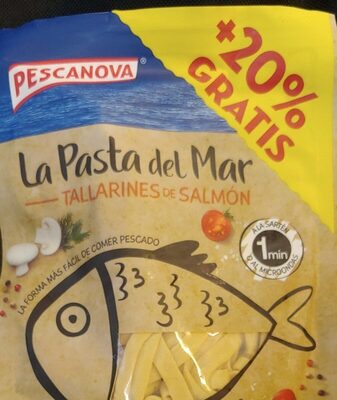 PESCANOVA
+20%
GRATIS
La Pasta del Mar
TALLARINES DE SALMÓN
LA FORMA MÁS FÁCIL DE COMER PESCADO
A LA SARTÉN
1 min
O AL MICROONDAS